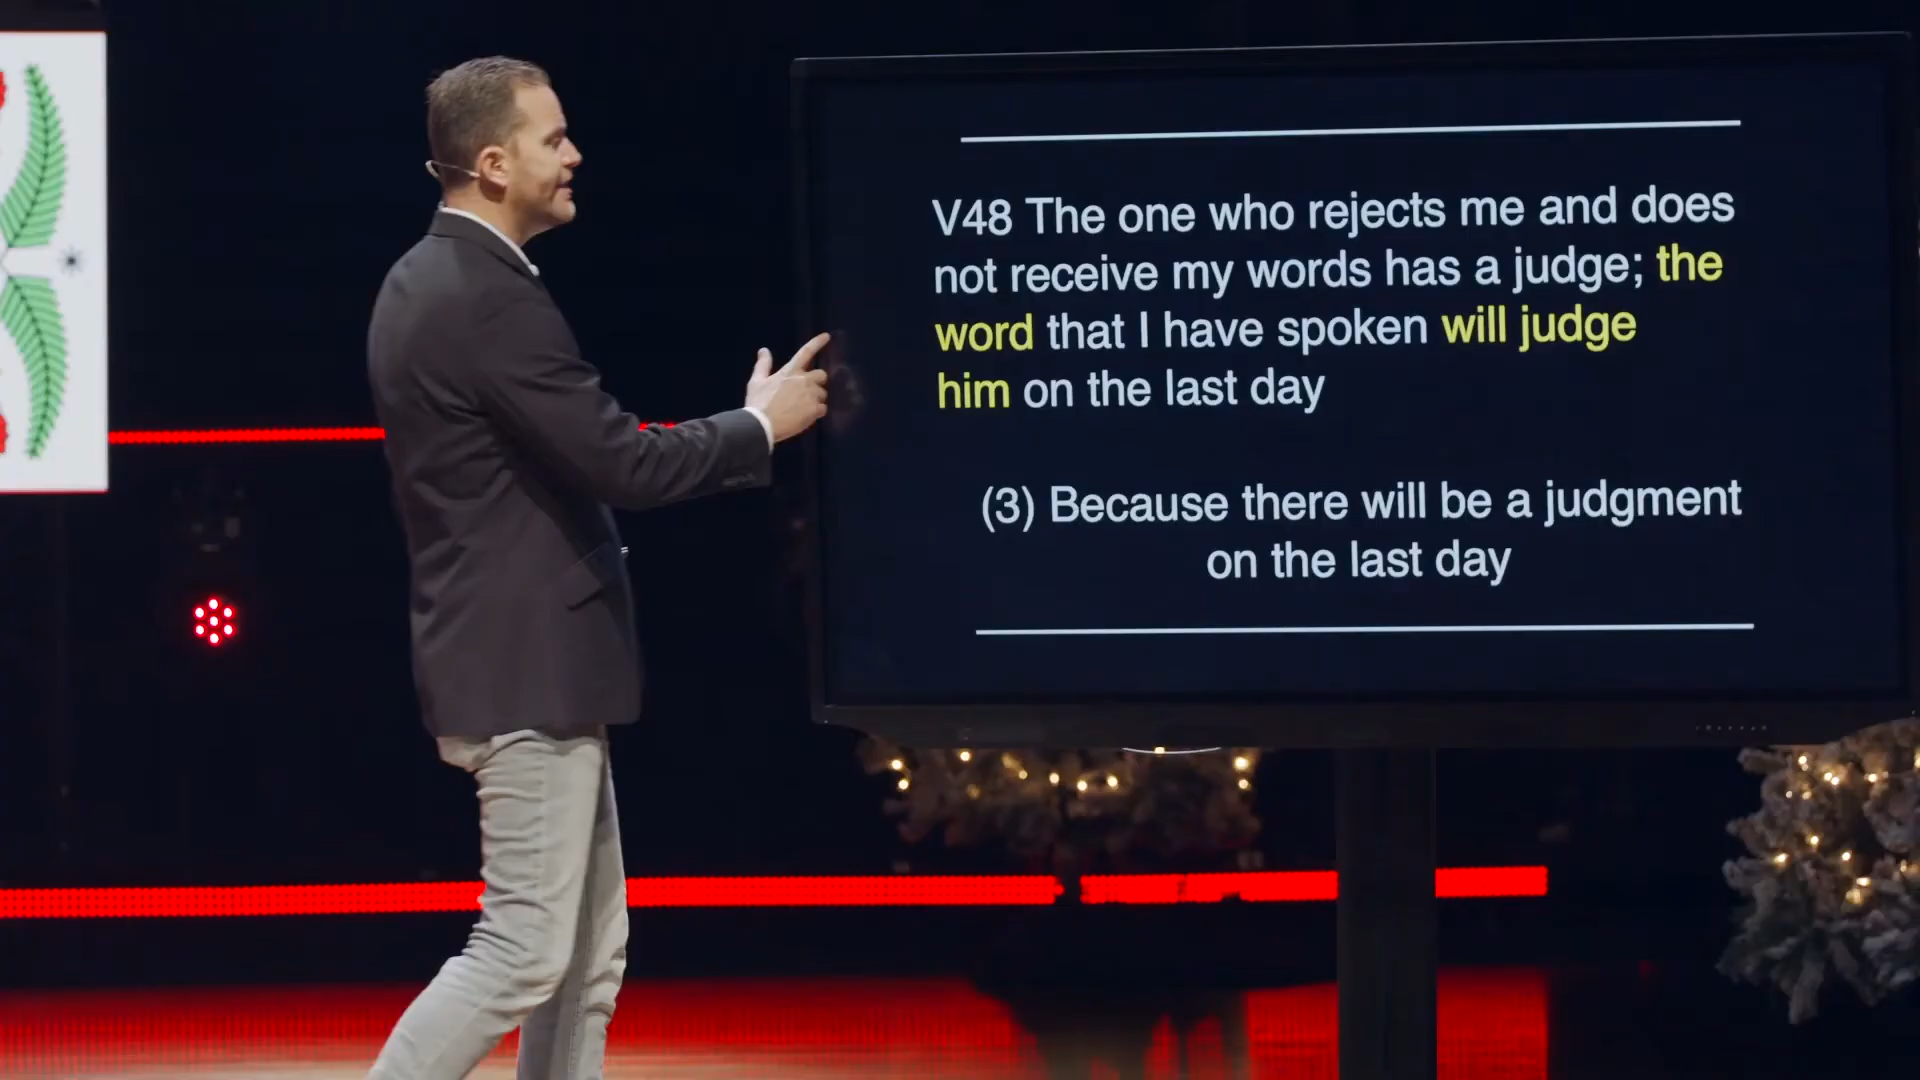 V48 The one who rejects me and does
not receive my words has a judge; the
word that I have spoken will judge
him on the last day
(3) Because there will be a judgment
on the last day